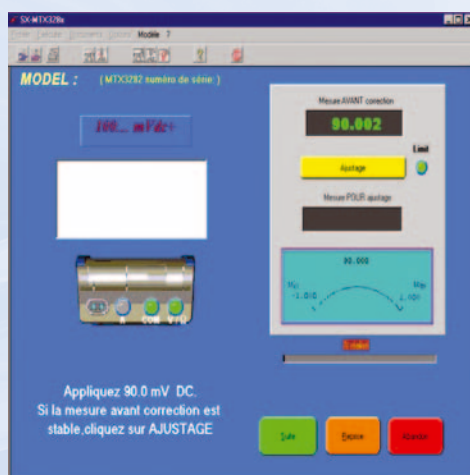 SX-MTX328x
Modèle ?
MODEL : ( MTX3282 numéro de série: )
100... mVdc+
Mesure AVANT correction
90.002
Limit
Ajustage
Mesure POUR ajustage
90.000
A COM V/Ω
Appliquez 90.0 mV DC.
Si la mesure avant correction est
stable,cliquez sur AJUSTAGE
Suite Reprise Abandon